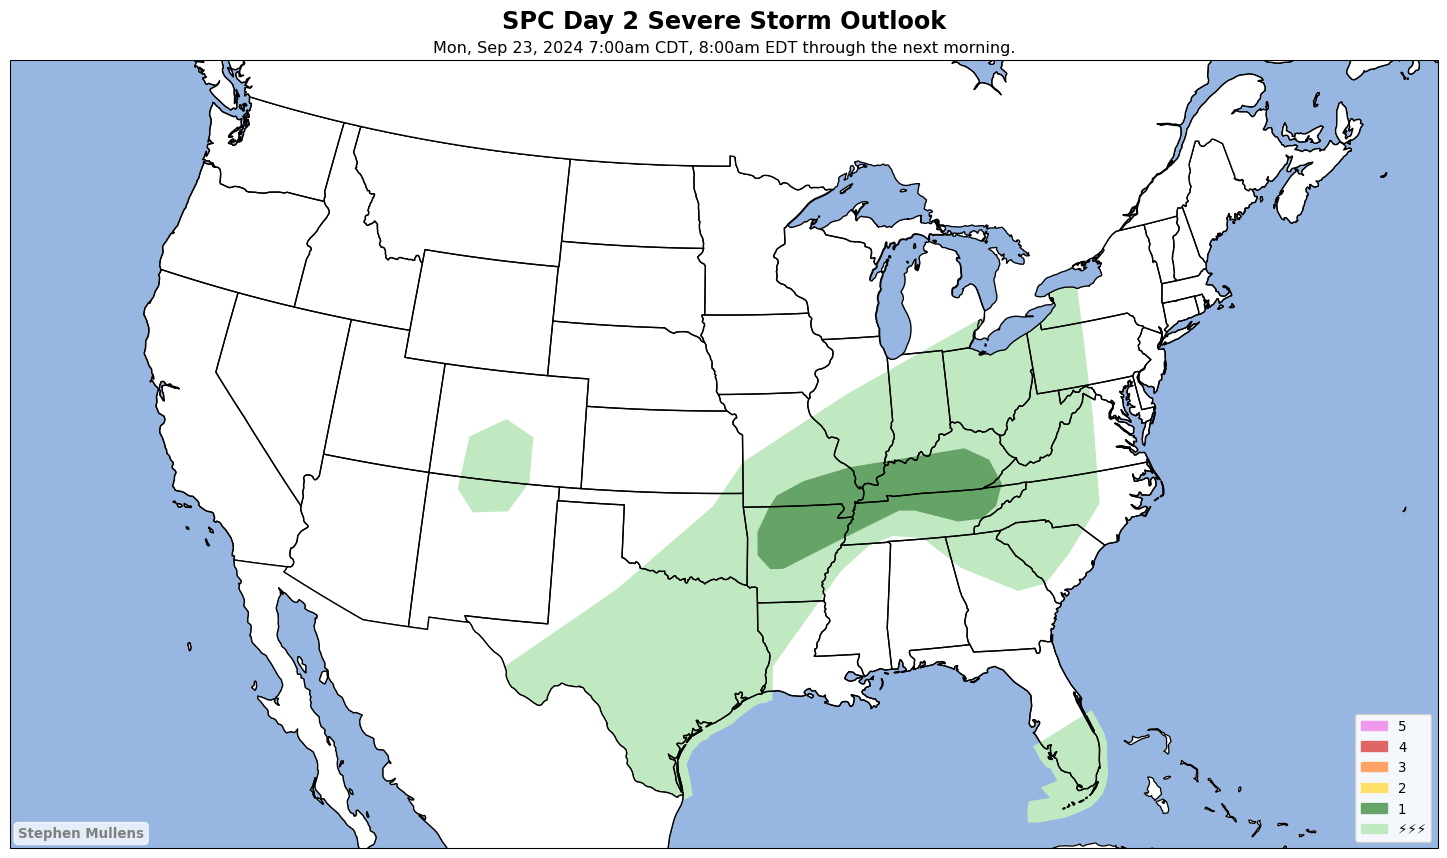 SPC Day 2 Severe Storm Outlook
Mon, Sep 23, 2024 7:00am CDT, 8:00am EDT through the next morning.
5
4
3
2
1
⚡⚡⚡
Stephen Mullens